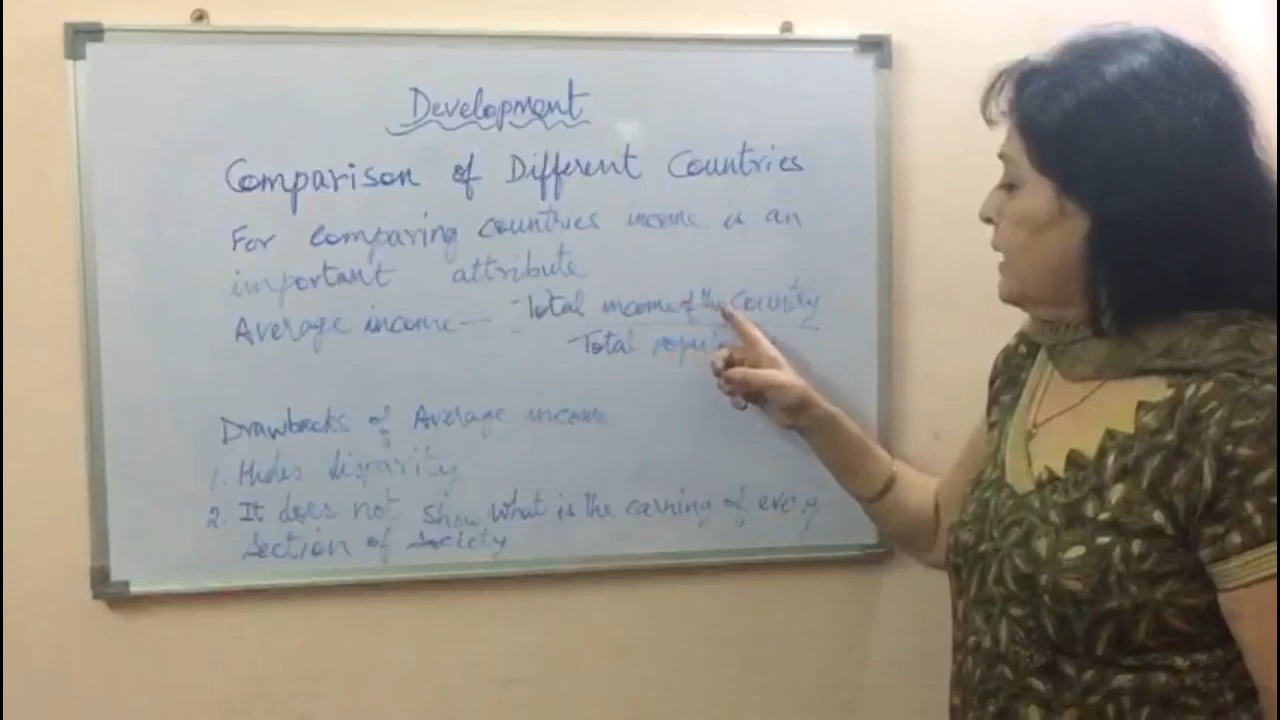 Development
Comparison of Different Countries
For comparing countries income is an
important attribute
Average income — Total income of the Country
Total
Drawbacks of Average income
1. Hides disparity
2. It does not show what is the earning of every
section of society